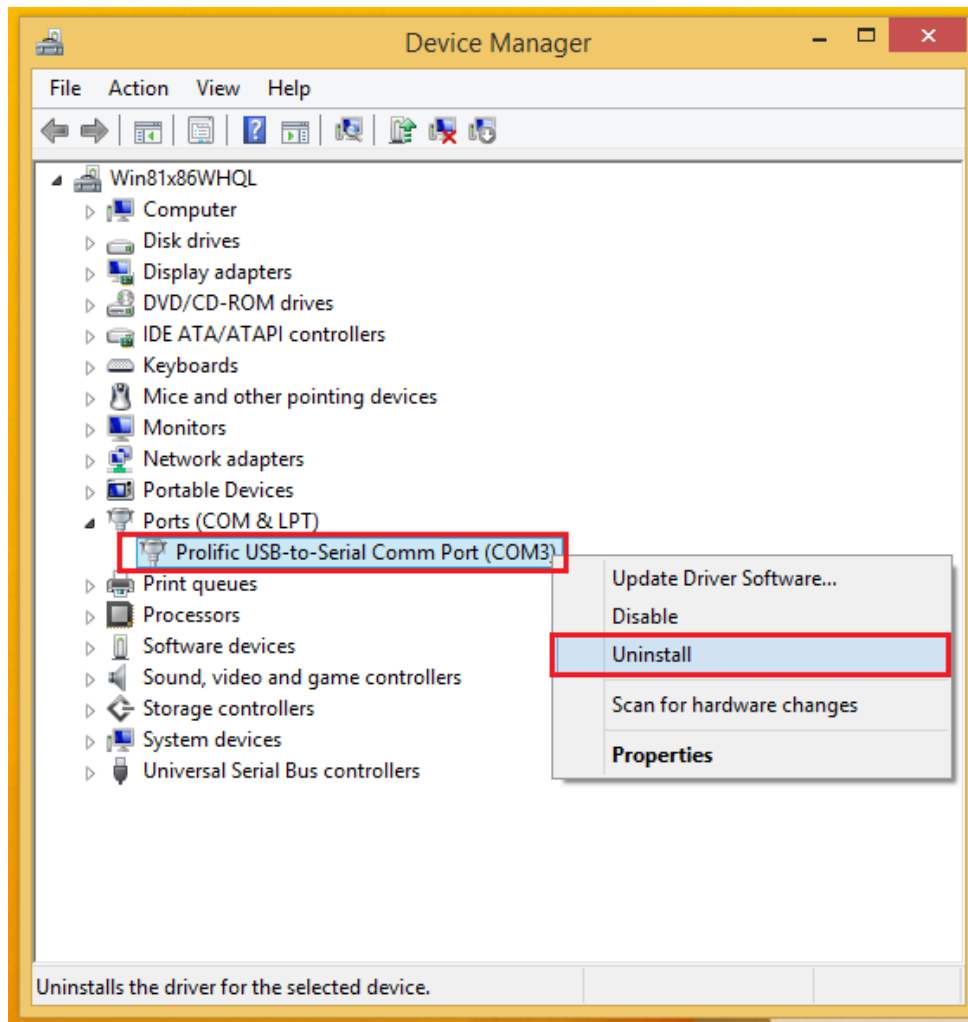 Device Manager
File Action View Help
Win81x86WHQL
Computer
Disk drives
Display adapters
DVD/CD-ROM drives
IDE ATA/ATAPI controllers
Keyboards
Mice and other pointing devices
Monitors
Network adapters
Portable Devices
Ports (COM & LPT)
Prolific USB-to-Serial Comm Port (COM3)
Print queues
Processors
Software devices
Sound, video and game controllers
Storage controllers
System devices
Universal Serial Bus controllers
Update Driver Software...
Disable
Uninstall
Scan for hardware changes
Properties
Uninstalls the driver for the selected device.